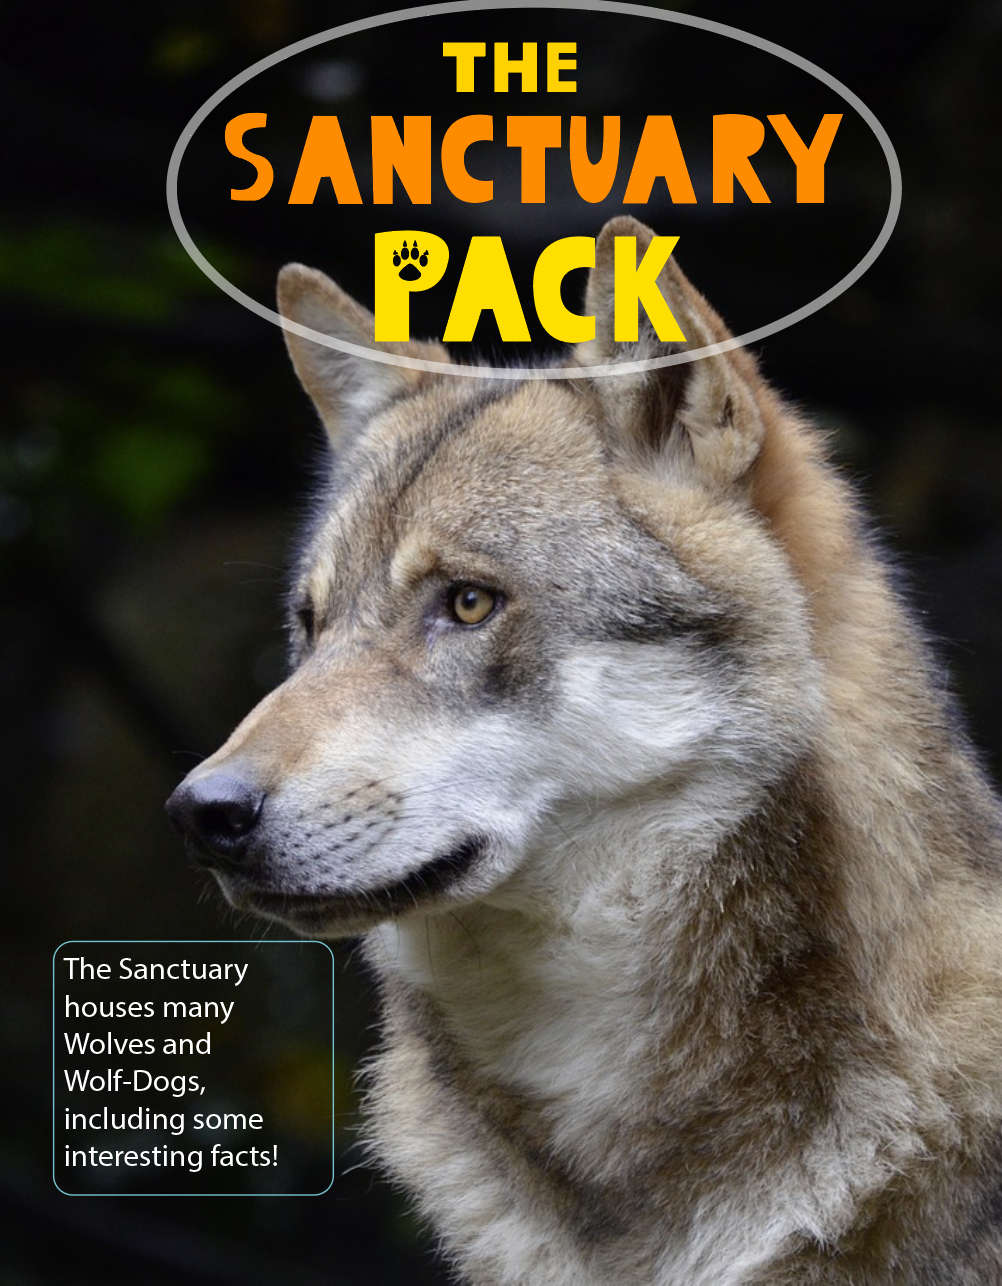 THE
SANCTUARY
PACK
The Sanctuary
houses many
Wolves and
Wolf-Dogs,
including some
interesting facts!